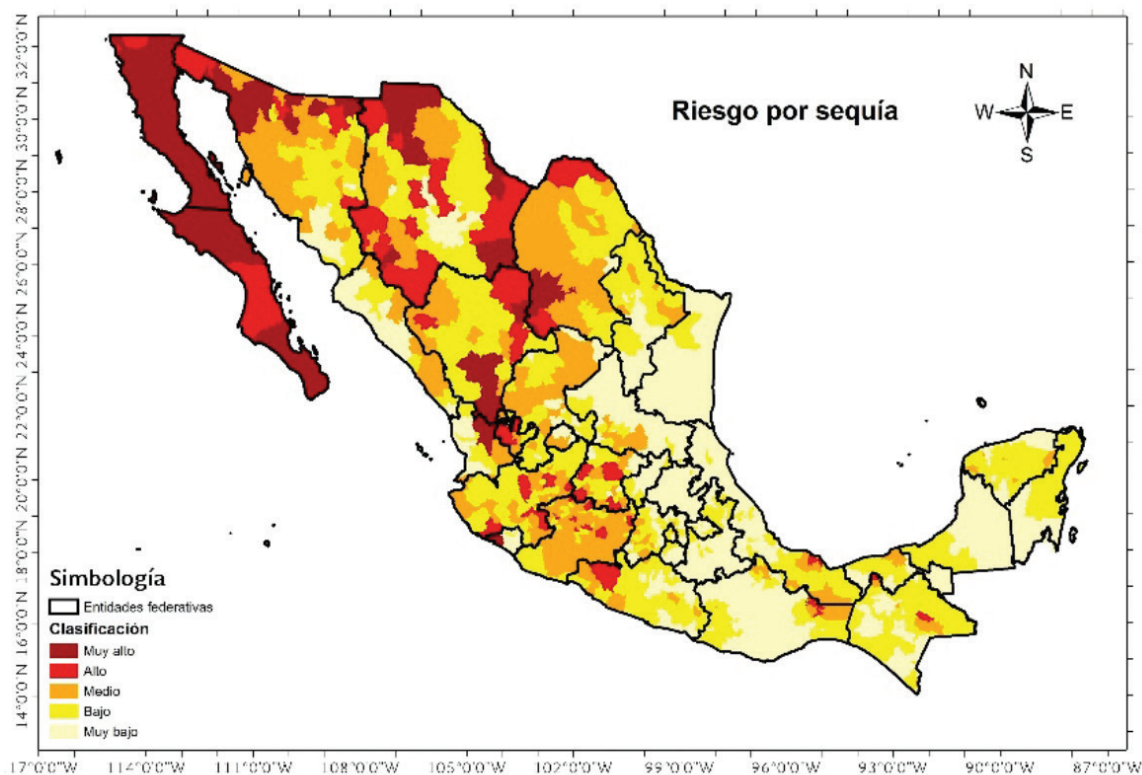 Riesgo por sequía
N
W E
S
32°0'0"N
30°0'0"N
28°0'0"N
26°0'0"N
24°0'0"N
22°0'0"N
20°0'0"N
18°0'0"N
16°0'0"N
14°0'0"N
Simbología
Entidades federativas
Clasificación
Muy alto
Alto
Medio
Bajo
Muy bajo
117°0'0"W 114°0'0"W 111°0'0"W 108°0'0"W 105°0'0"W 102°0'0"W 99°0'0"W 96°0'0"W 93°0'0"W 90°0'0"W 87°0'0"W